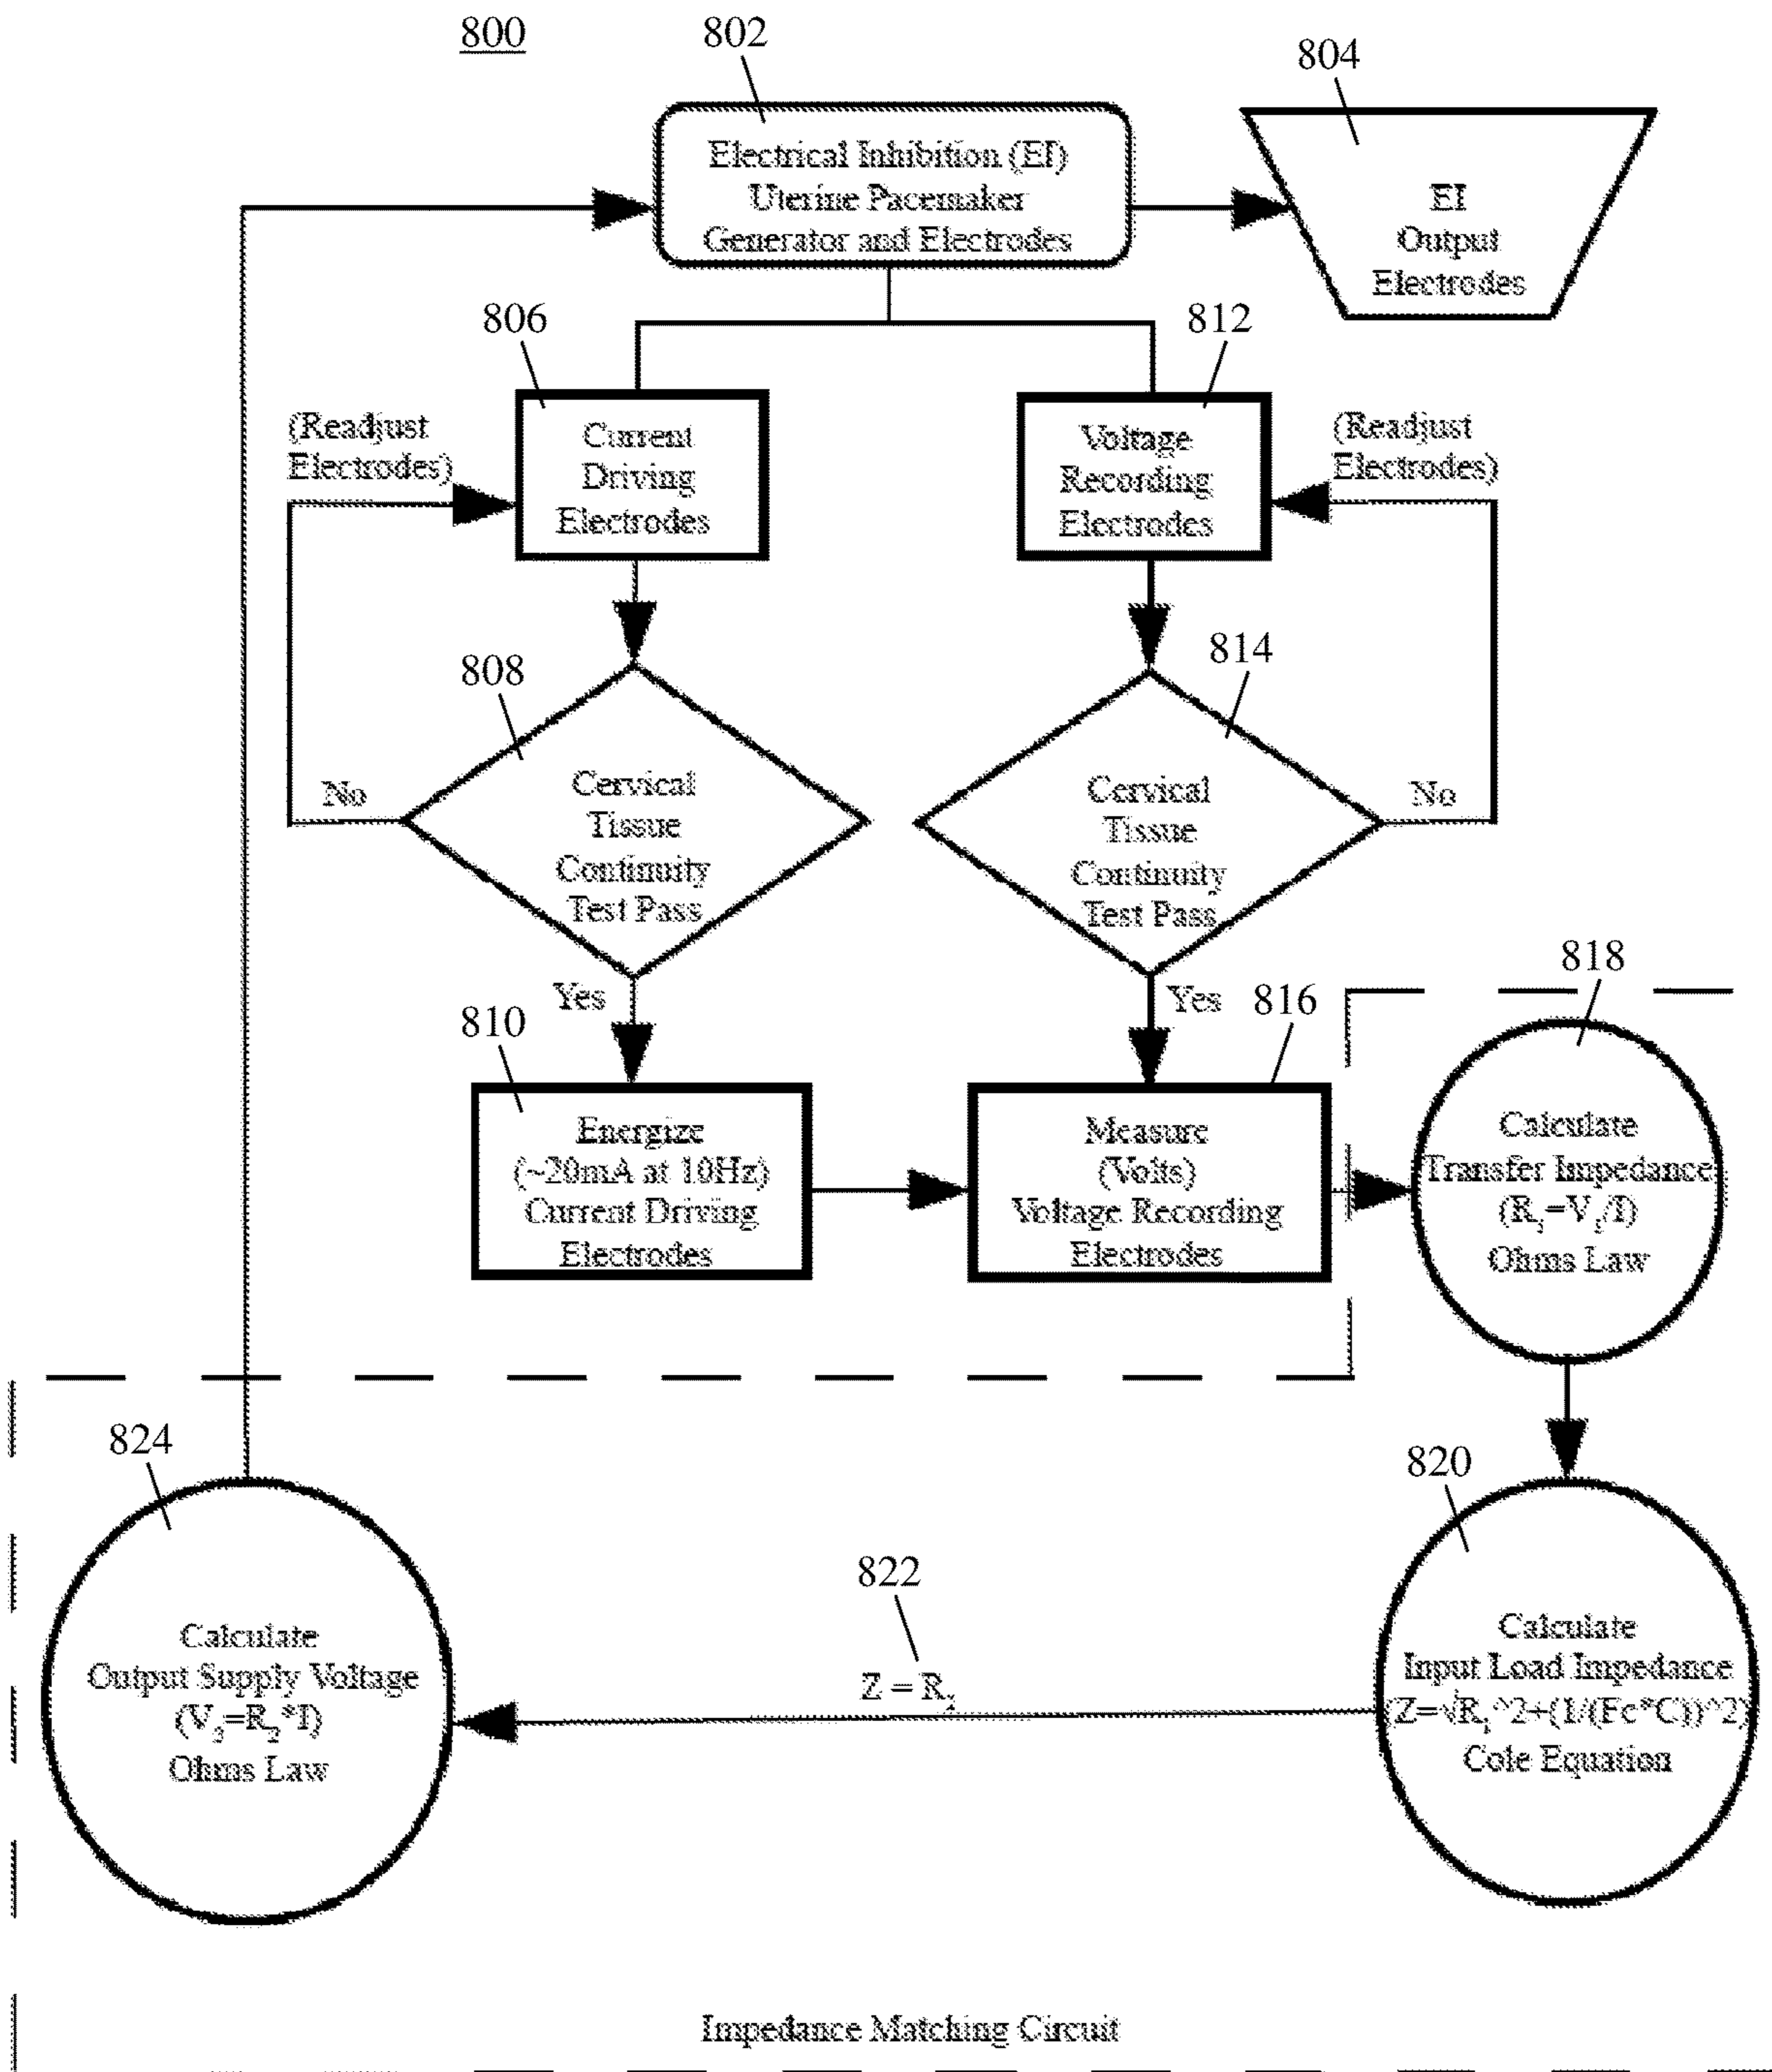 800
802
804
Electrical Inhibition (EI)
Uterine Pacemaker
Generator and Electrodes
EI
Output
Electrodes
806
812
(Readjust
Electrodes)
Current
Driving
Electrodes
Voltage
Recording
Electrodes
(Readjust
Electrodes)
808
814
No
Cervical
Tissue
Continuity
Test Pass
Cervical
Tissue
Continuity
Test Pass
No
Yes
Yes
810
816
818
Energize
(~20mA at 10Hz)
Current Driving
Electrodes
Measure
(Volts)
Voltage Recording
Electrodes
Calculate
Transfer Impedance
Ohms Law
824
820
822
Calculate
Output Supply Voltage
Ohms Law
Z = R₂
Calculate
Input Load Impedance
(Z=√R₁^2+(1/(Fc*C))^2)
Cole Equation
Impedance Matching Circuit